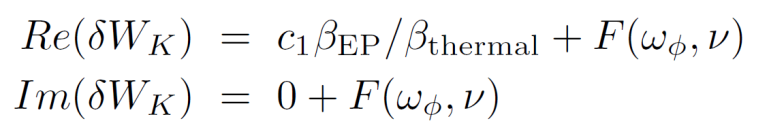 Re(δW_K) = c_1 β_EP/β_thermal + F(ω_ϕ, ν)
Im(δW_K) = 0 + F(ω_ϕ, ν)